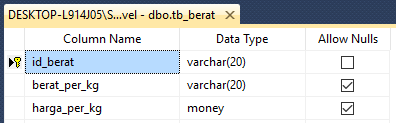 DESKTOP-L914J05\S...vel - dbo.tb_berat
Column Name Data Type Allow Nulls
id_berat varchar(20)
berat_per_kg varchar(20)
harga_per_kg money